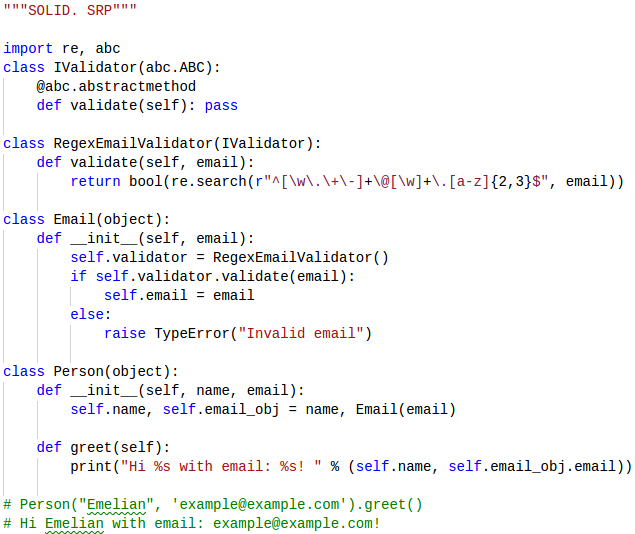 """SOLID. SRP"""
import re, abc
class IValidator(abc.ABC):
    @abc.abstractmethod
    def validate(self): pass
class RegexEmailValidator(IValidator):
    def validate(self, email):
        return bool(re.search(r"^[\w\.\+\-]+\@[\w]+\.[a-z]{2,3}$", email))
class Email(object):
    def __init__(self, email):
        self.validator = RegexEmailValidator()
        if self.validator.validate(email):
            self.email = email
        else:
            raise TypeError("Invalid email")
class Person(object):
    def __init__(self, name, email):
        self.name, self.email_obj = name, Email(email)
    def greet(self):
        print("Hi %s with email: %s! " % (self.name, self.email_obj.email))
# Person("Emelian", 'example@example.com').greet()
# Hi Emelian with email: example@example.com!